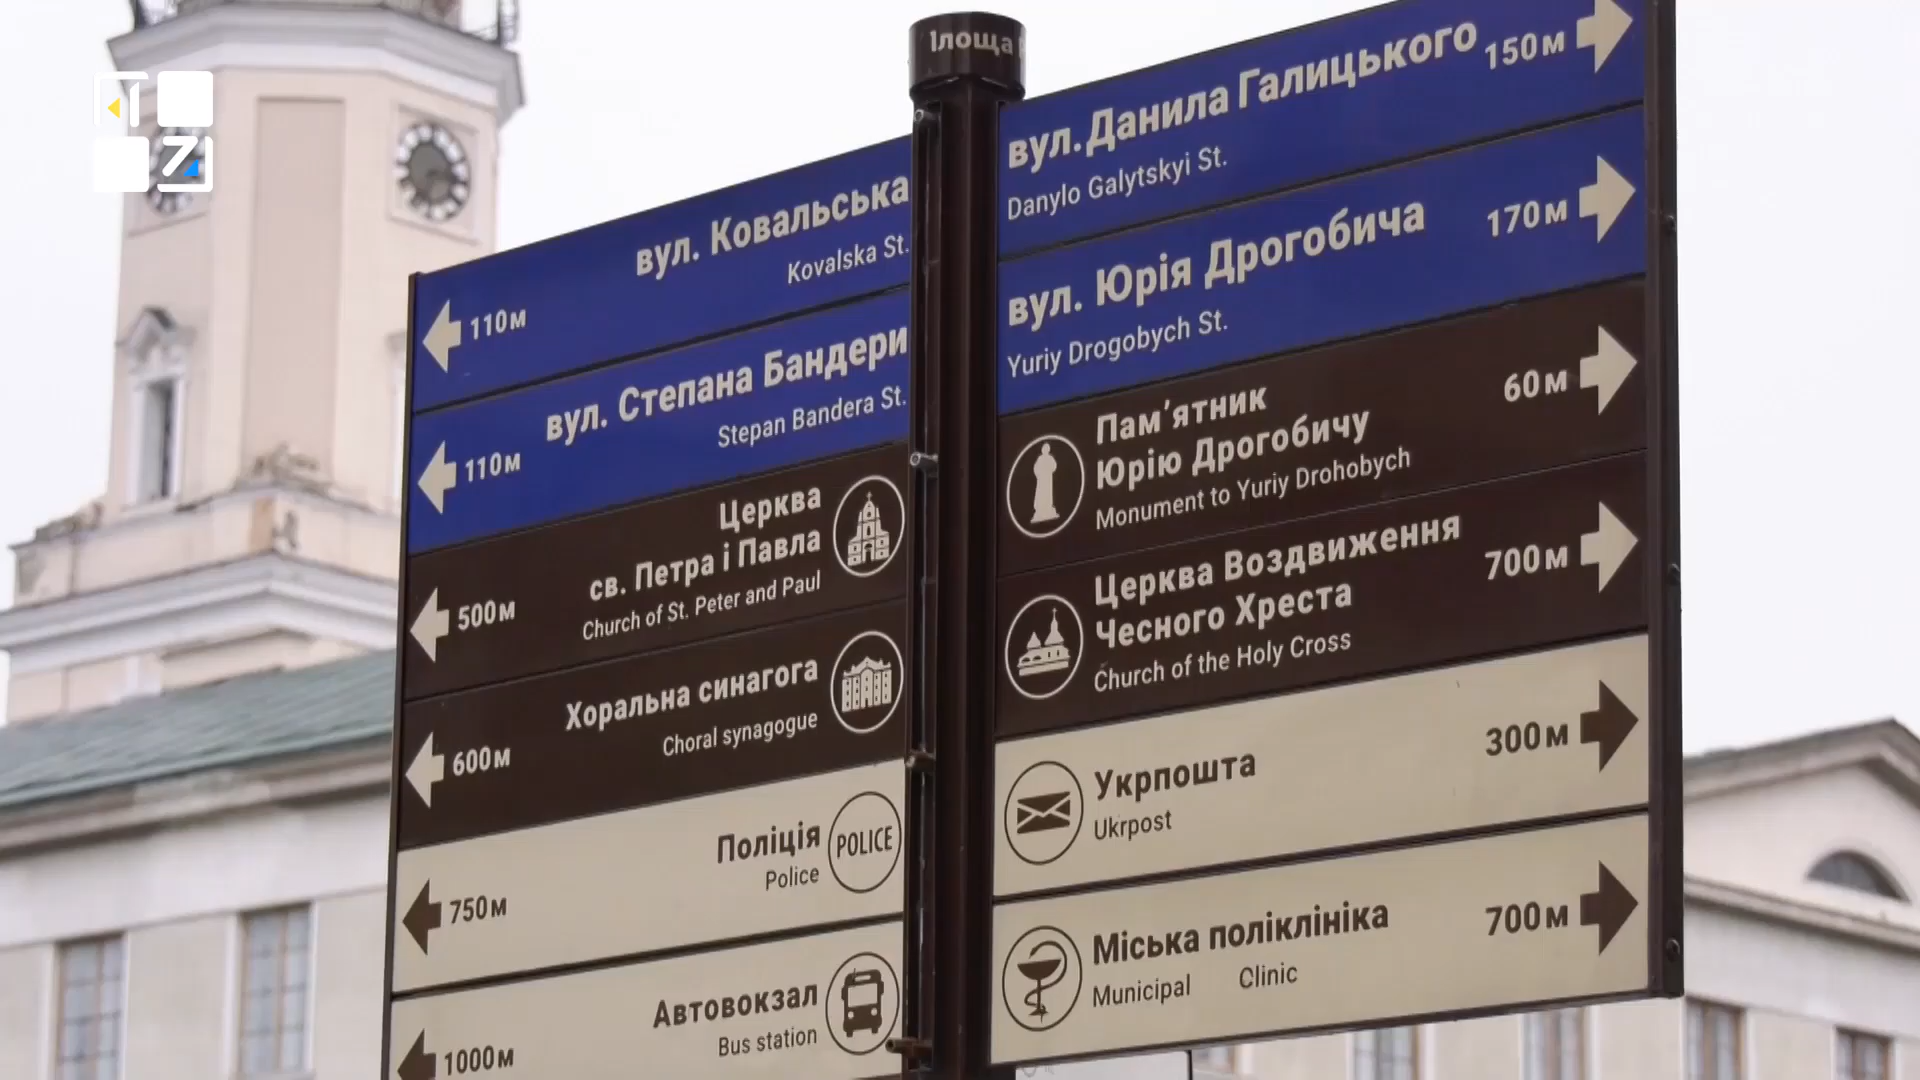 вул. Ковальська
Kovalska St.
110м
вул. Степана Бандери
Stepan Bandera St.
110м
Церква
св. Петра і Павла
Church of St. Peter and Paul
500м
Хоральна синагога
Choral synagogue
600м
Поліція
Police
POLICE
750м
Автовокзал
Bus station
1000м
вул. Данила Галицького
Danylo Galytskyi St.
150м
вул. Юрія Дрогобича
Yuriy Drogobych St.
170м
Пам’ятник
Юрію Дрогобичу
Monument to Yuriy Drohobych
60м
Церква Воздвиження
Чесного Хреста
Church of the Holy Cross
700м
Укрпошта
Ukrpost
300м
Міська поліклініка
Municipal Clinic
700м